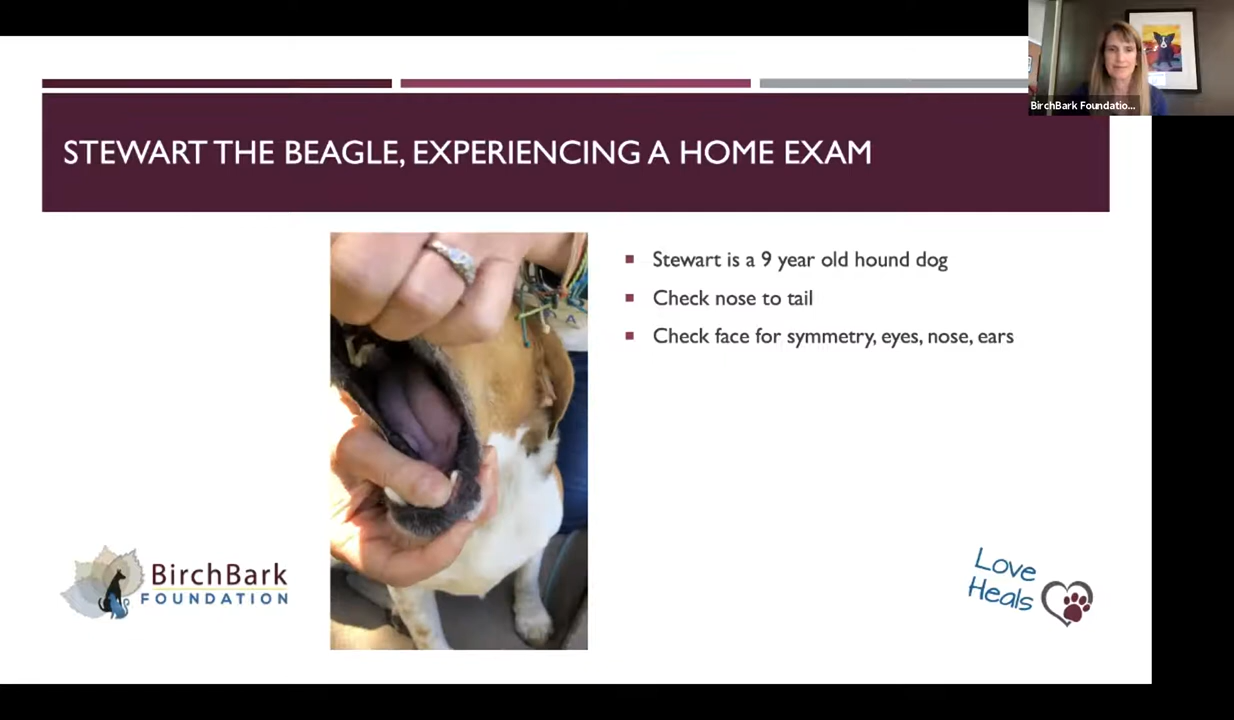 BirchBark Foundatio...
STEWART THE BEAGLE, EXPERIENCING A HOME EXAM
Stewart is a 9 year old hound dog
Check nose to tail
Check face for symmetry, eyes, nose, ears
BirchBark
FOUNDATION
Love
Heals